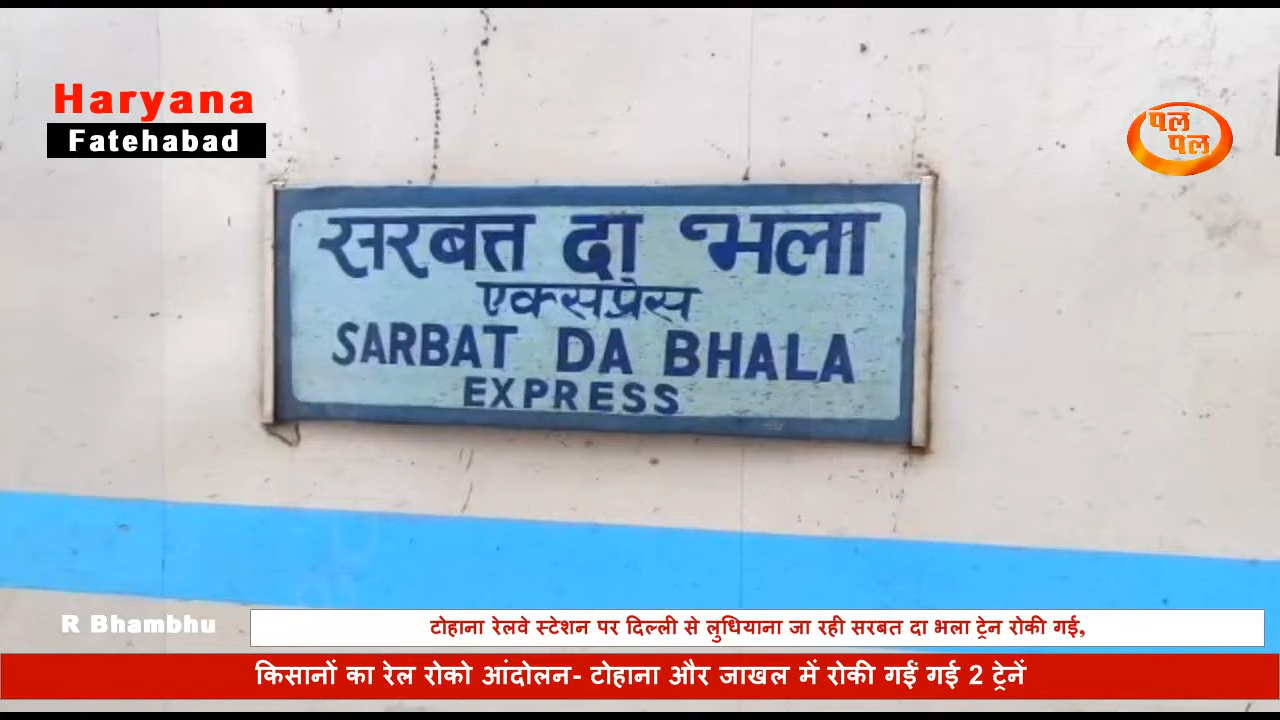 Haryana
Fatehabad
पल
पल
सरबत्त दा भला
एक्सप्रेस
SARBAT DA BHALA
EXPRESS
R Bhambhu
टोहाना रेलवे स्टेशन पर दिल्ली से लुधियाना जा रही सरबत दा भला ट्रेन रोकी गई,
किसानों का रेल रोको आंदोलन- टोहाना और जाखल में रोकी गईं गई 2 ट्रेनें